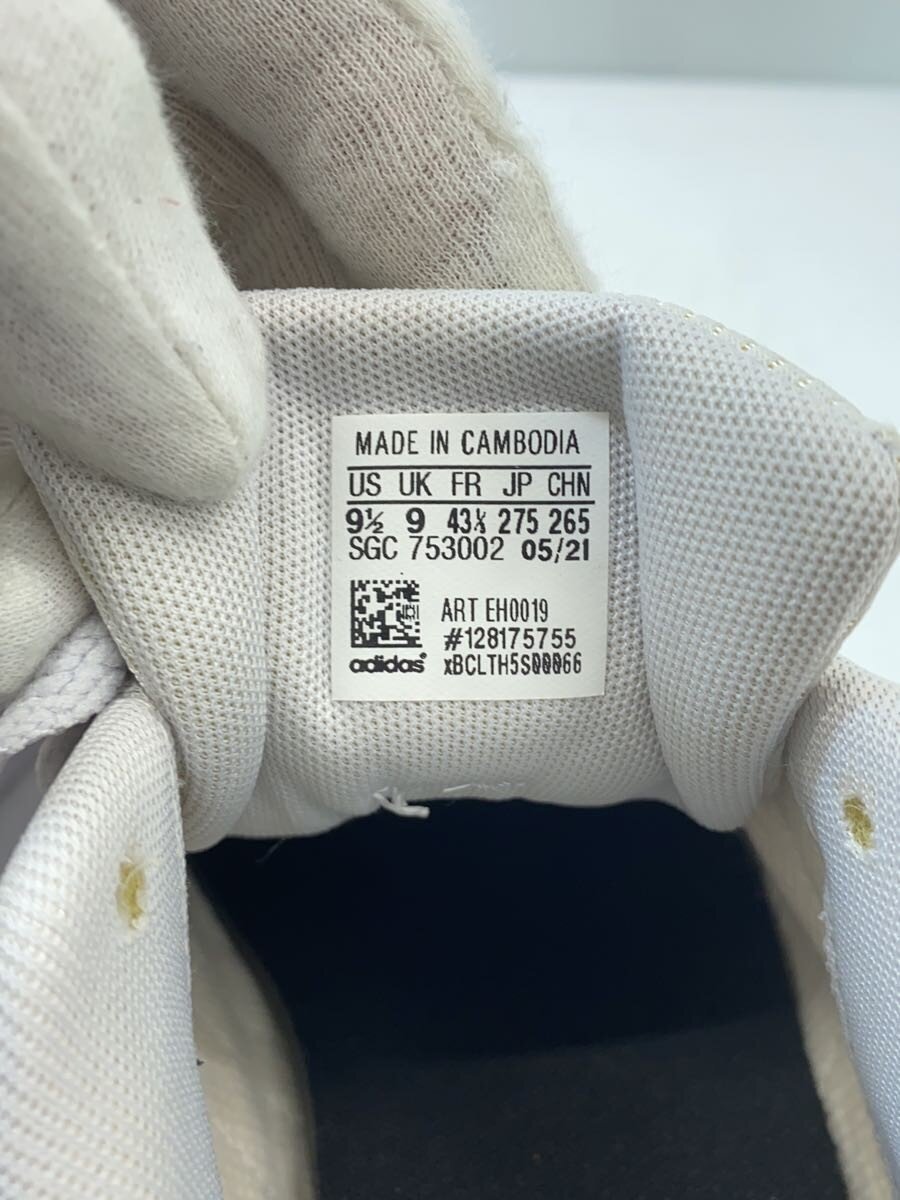 MADE IN CAMBODIA
US UK FR JP CHN
9½ 9 43⅓ 275 265
SGC 753002 05/21
ART EH0019
#128175755
adidas xBCLTH5S00066